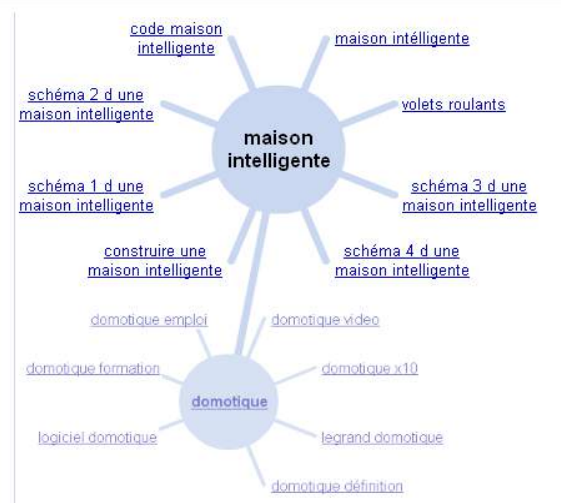 code maison
intelligente
maison intélligente
schéma 2 d une
maison intelligente
volets roulants
maison
intelligente
schéma 1 d une
maison intelligente
schéma 3 d une
maison intelligente
construire une
maison intelligente
schéma 4 d une
maison intelligente
domotique emploi
domotique video
domotique formation
domotique x10
domotique
logiciel domotique
legrand domotique
domotique définition